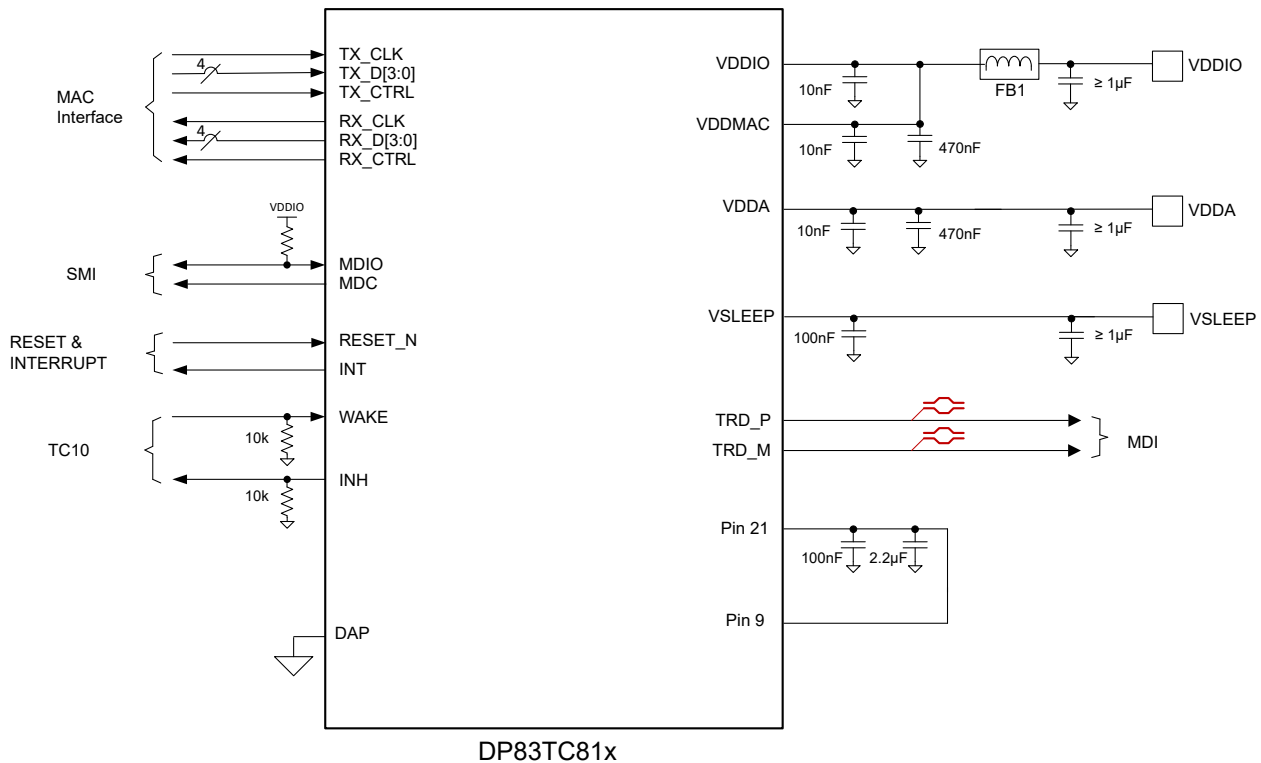 TX_CLK
4
TX_D[3:0]
TX_CTRL
MAC
Interface
RX_CLK
4
RX_D[3:0]
RX_CTRL
VDDIO
SMI
MDIO
MDC
RESET &
INTERRUPT
RESET_N
INT
TC10
WAKE
10k
INH
10k
DAP
VDDIO
10nF
FB1
≥ 1µF
VDDIO
VDDMAC
10nF
470nF
VDDA
10nF
470nF
≥ 1µF
VDDA
VSLEEP
100nF
≥ 1µF
VSLEEP
TRD_P
TRD_M
MDI
Pin 21
100nF
2.2µF
Pin 9
DP83TC81x